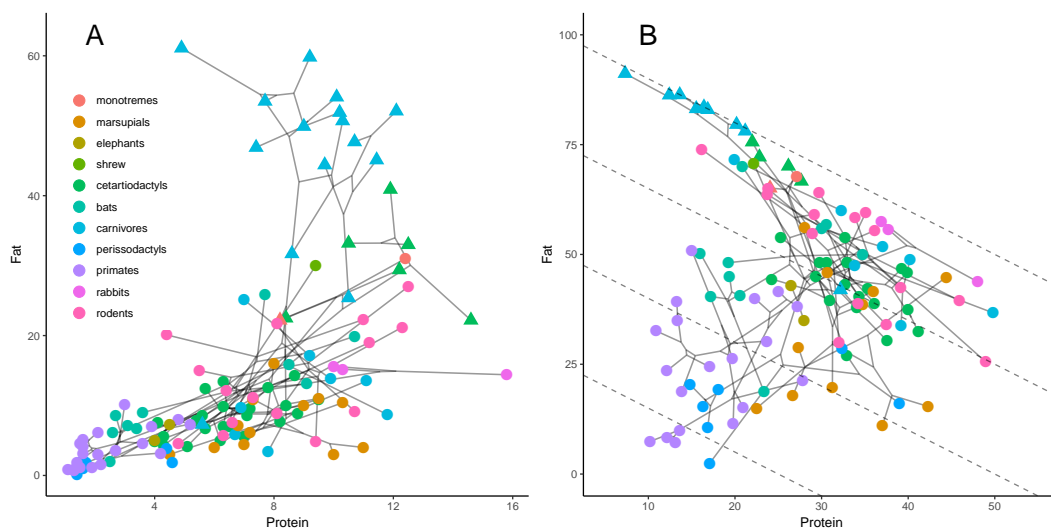 A
B
60
40
20
0
Fat
4
8
12
16
Protein
monotremes
marsupials
elephants
shrew
cetartiodactyls
bats
carnivores
perissodactyls
primates
rabbits
rodents
100
75
50
25
0
Fat
10
20
30
40
50
Protein